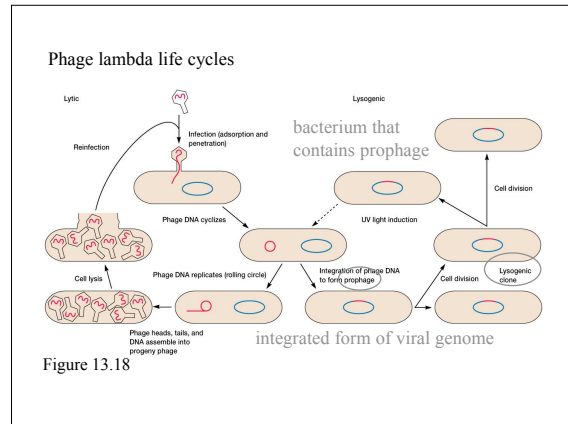 Phage lambda life cycles
Lytic
Lysogenic
Infection (adsorption and
penetration)
Reinfection
bacterium that
contains prophage
Cell division
Phage DNA cyclizes
UV light induction
Cell lysis
Phage DNA replicates (rolling circle)
Integration of phage DNA
to form prophage
Cell division
Lysogenic
clone
Phage heads, tails, and
DNA assemble into
progeny phage
integrated form of viral genome
Figure 13.18